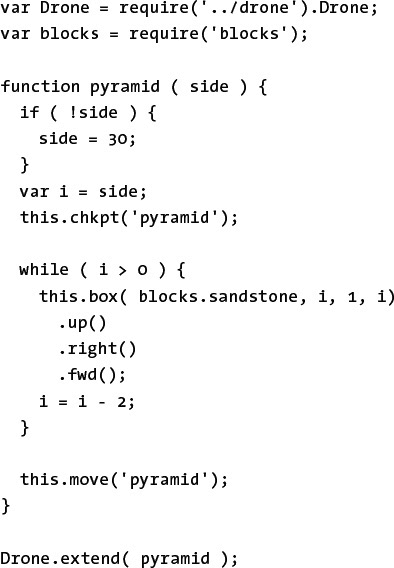 var Drone = require('../drone').Drone;
var blocks = require('blocks');

function pyramid ( side ) {
  if ( !side ) {
    side = 30;
  }
  var i = side;
  this.chkpt('pyramid');

  while ( i > 0 ) {
    this.box( blocks.sandstone, i, 1, i)
      .up()
      .right()
      .fwd();
    i = i - 2;
  }

  this.move('pyramid');
}

Drone.extend( pyramid );